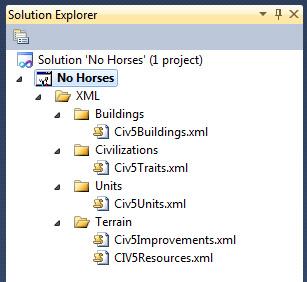 Solution Explorer
Solution 'No Horses' (1 project)
No Horses
XML
Buildings
Civ5Buildings.xml
Civilizations
Civ5Traits.xml
Units
Civ5Units.xml
Terrain
Civ5Improvements.xml
CIV5Resources.xml